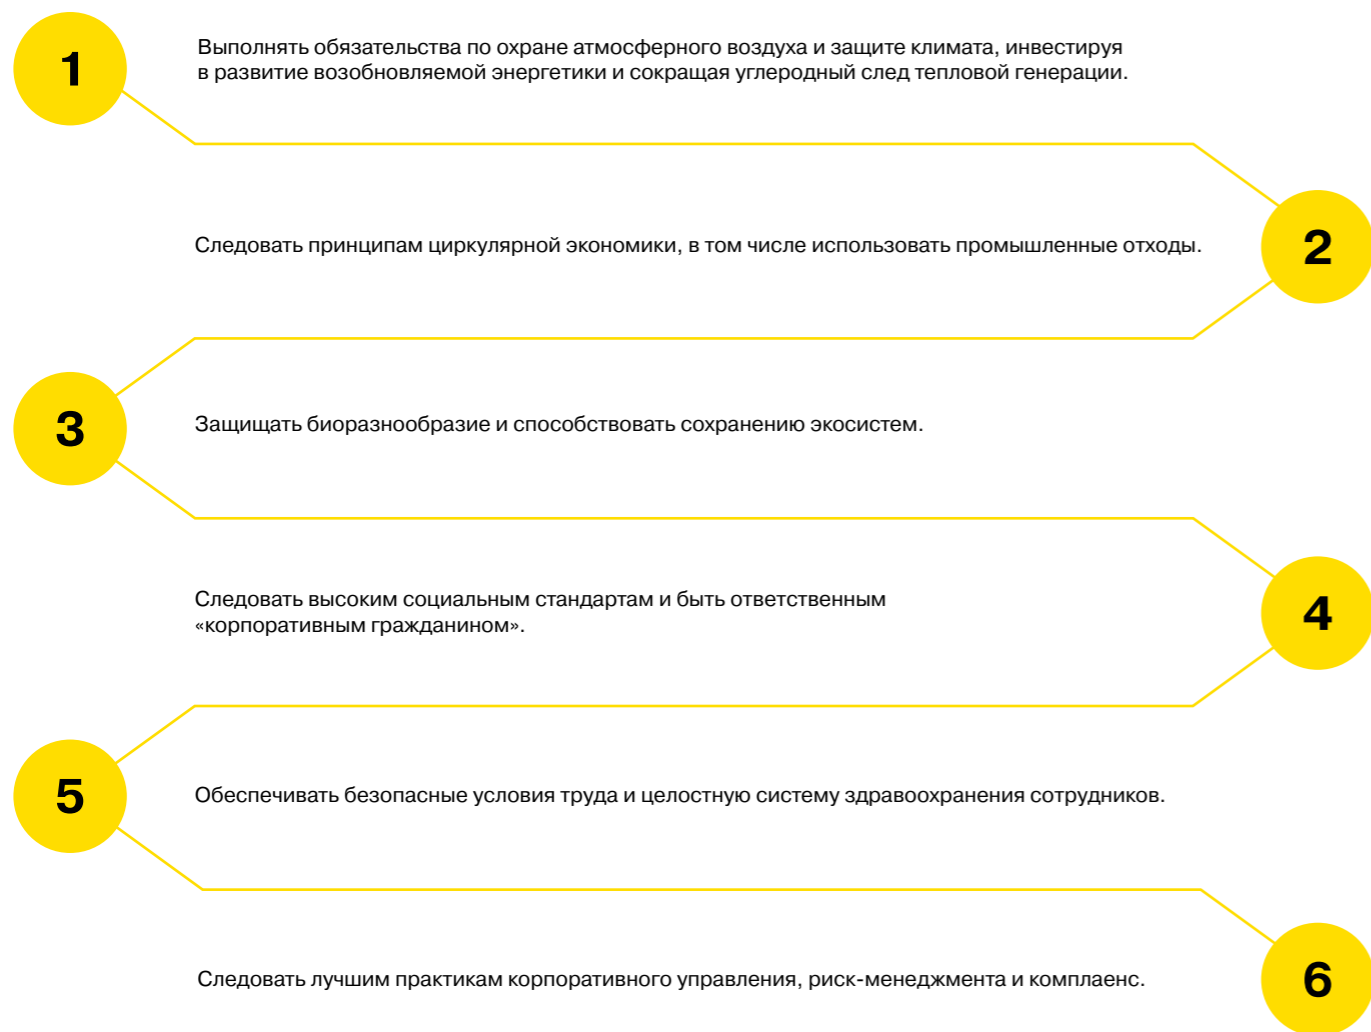 1
Выполнять обязательства по охране атмосферного воздуха и защите климата, инвестируя
в развитие возобновляемой энергетики и сокращая углеродный след тепловой генерации.
2
Следовать принципам циркулярной экономики, в том числе использовать промышленные отходы.
3
Защищать биоразнообразие и способствовать сохранению экосистем.
4
Следовать высоким социальным стандартам и быть ответственным
«корпоративным гражданином».
5
Обеспечивать безопасные условия труда и целостную систему здравоохранения сотрудников.
6
Следовать лучшим практикам корпоративного управления, риск-менеджмента и комплаенс.